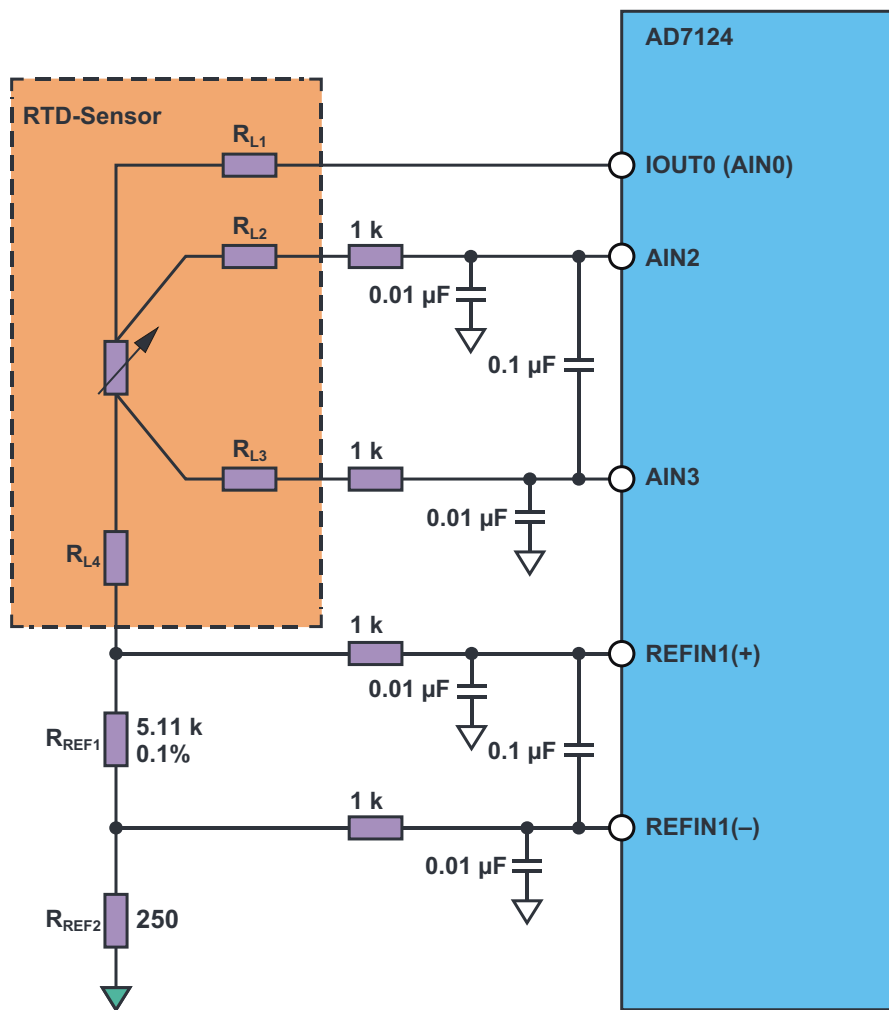 AD7124
RTD-Sensor
RL1
IOUT0 (AIN0)
RL2
1 k
AIN2
0.01 µF
0.1 µF
RL3
1 k
AIN3
0.01 µF
RL4
1 k
REFIN1(+)
0.01 µF
RREF1
5.11 k
0.1%
0.1 µF
1 k
REFIN1(–)
0.01 µF
RREF2
250